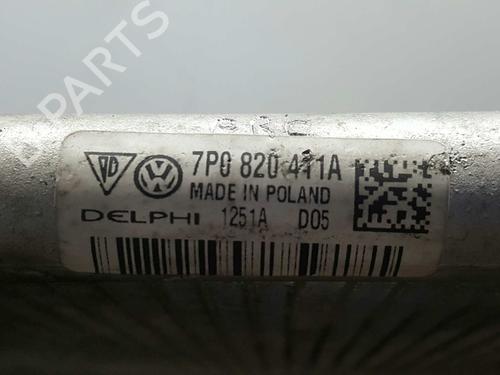 7P0 820 411A
MADE IN POLAND
DELPHI 1251A D05
B-PARTS